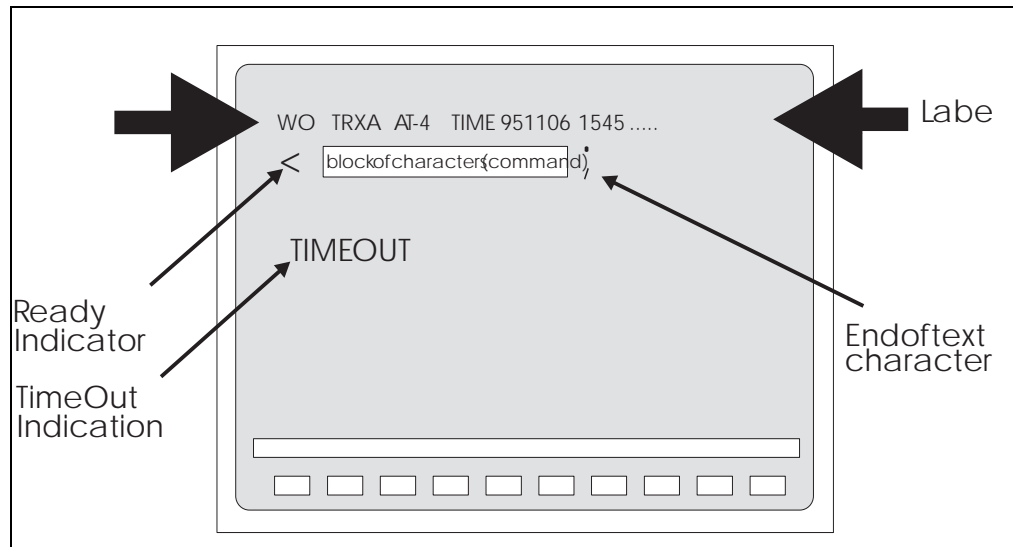 WO TRXA AT-4 TIME 951106 1545 .....
Labe
< blockofcharacters(command) ;
TIMEOUT
Ready
Indicator
TimeOut
Indication
Endoftext
character